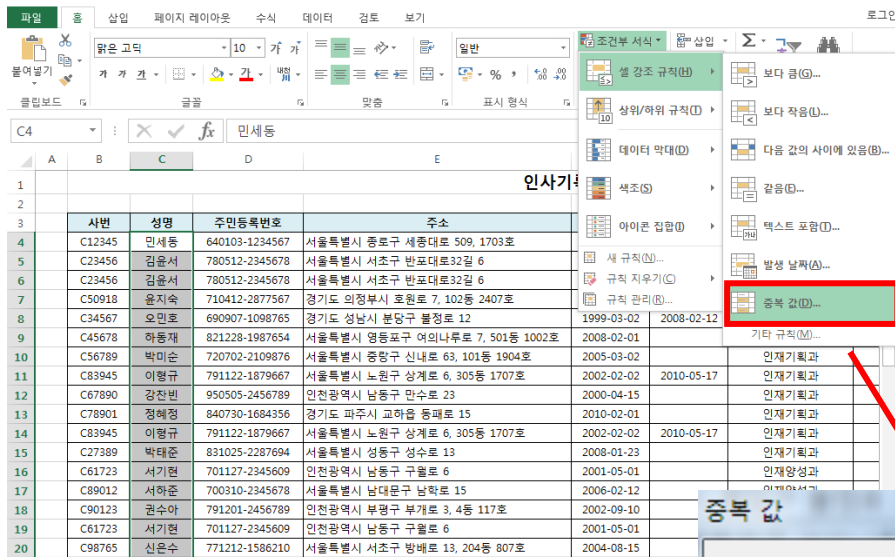 파일 홈 삽입 페이지 레이아웃 수식 데이터 검토 보기 로그인
맑은 고딕 10 가 가 일반 조건부 서식 삽입
붙여넣기 가 가 가 가 내천 % ,
클립보드 글꼴 맞춤 표시 형식
C4 fx 민세동
셀 강조 규칙(H)
상위/하위 규칙(T)
데이터 막대(D)
색조(S)
아이콘 집합(I)
새 규칙(N)...
규칙 지우기(C)
규칙 관리(R)...
보다 큼(G)...
보다 작음(L)...
다음 값의 사이에 있음(B)...
같음(E)...
텍스트 포함(T)...
발생 날짜(A)...
중복 값(D)...
기타 규칙(M)...
A B C D E
1 인사기
2
3 사번 성명 주민등록번호 주소
4 C12345 민세동 640103-1234567 서울특별시 종로구 세종대로 509, 1703호
5 C23456 김윤서 780512-2345678 서울특별시 서초구 반포대로32길 6
6 C23456 김윤서 780512-2345678 서울특별시 서초구 반포대로32길 6
7 C50918 윤지숙 710412-2877567 경기도 의정부시 호원로 7, 102동 2407호
8 C34567 오민호 690907-1098765 경기도 성남시 분당구 불정로 12 1999-03-02 2008-02-12
9 C45678 하동재 821228-1987654 서울특별시 영등포구 여의나루로 7, 501동 1002호 2008-02-01
10 C56789 박미순 720702-2109876 서울특별시 중랑구 신내로 63, 101동 1904호 2005-03-02 인재기획과
11 C83945 이형규 791122-1879667 서울특별시 노원구 상계로 6, 305동 1707호 2002-02-02 2010-05-17 인재기획과
12 C67890 강찬빈 950505-2456789 인천광역시 남동구 만수로 23 2000-04-15 인재기획과
13 C78901 정혜정 840730-1684356 경기도 파주시 교하읍 동패로 15 2010-02-01 인재기획과
14 C83945 이형규 791122-1879667 서울특별시 노원구 상계로 6, 305동 1707호 2002-02-02 2010-05-17 인재기획과
15 C27389 박태준 831025-2287694 서울특별시 성동구 성수로 13 2008-01-23 인재기획과
16 C61723 서기현 701127-2345609 인천광역시 남동구 구월로 6 2001-05-01 인재양성과
17 C89012 서하준 700310-2345678 서울특별시 남대문구 남학로 15 2006-02-12 인재양성과
18 C90123 권수아 791201-2456789 인천광역시 부평구 부개로 3, 4동 117호 2002-09-10
19 C61723 서기현 701127-2345609 인천광역시 남동구 구월로 6 2001-05-01
20 C98765 신은수 771212-1586210 서울특별시 서초구 방배로 13, 204동 807호 2004-08-15
중복 값